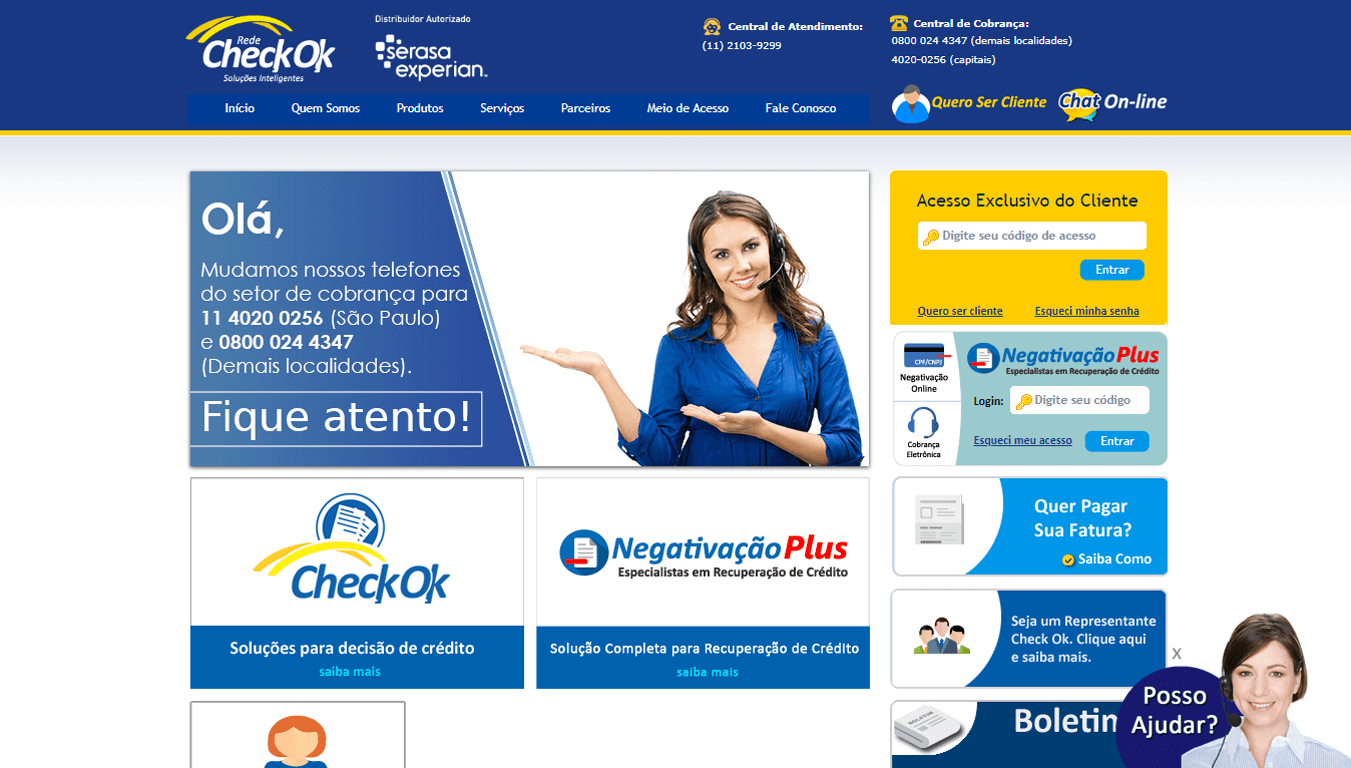 Rede
CheckOk
Soluções Inteligentes
Distribuidor Autorizado
serasa
experian.
Central de Atendimento:
(11) 2103-9299
Central de Cobrança:
0800 024 4347 (demais localidades)
4020-0256 (capitais)
Início
Quem Somos
Produtos
Serviços
Parceiros
Meio de Acesso
Fale Conosco
Quero Ser Cliente
Chat On-line
Olá,
Mudamos nossos telefones
do setor de cobrança para
11 4020 0256 (São Paulo)
e 0800 024 4347
(Demais localidades).
Fique atento!
Acesso Exclusivo do Cliente
Digite seu código de acesso
Entrar
Quero ser cliente
Esqueci minha senha
CPF/CNPJ
Negativação
Online
Cobrança
Eletrônica
Negativação Plus
Especialistas em Recuperação de Crédito
Login:
Digite seu código
Esqueci meu acesso
Entrar
CheckOk
Soluções para decisão de crédito
saiba mais
Negativação Plus
Especialistas em Recuperação de Crédito
Solução Completa para Recuperação de Crédito
saiba mais
Quer Pagar
Sua Fatura?
Saiba Como
Seja um Representante
Check Ok. Clique aqui
e saiba mais.
X
BOLETIM
Boletim
Posso
Ajudar?